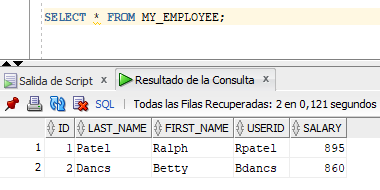 SELECT * FROM MY_EMPLOYEE;
Salida de Script x Resultado de la Consulta x
SQL | Todas las Filas Recuperadas: 2 en 0,121 segundos
ID LAST_NAME FIRST_NAME USERID SALARY
1 1 Patel Ralph Rpatel 895
2 2 Dancs Betty Bdancs 860